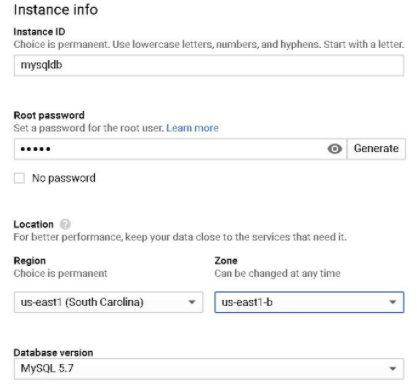 Instance info
Instance ID
Choice is permanent. Use lowercase letters, numbers, and hyphens. Start with a letter.
mysqldb
Root password
Set a password for the root user. Learn more
•••••
Generate
No password
Location
For better performance, keep your data close to the services that need it.
Region
Zone
Choice is permanent
Can be changed at any time
us-east1 (South Carolina)
us-east1-b
Database version
MySQL 5.7